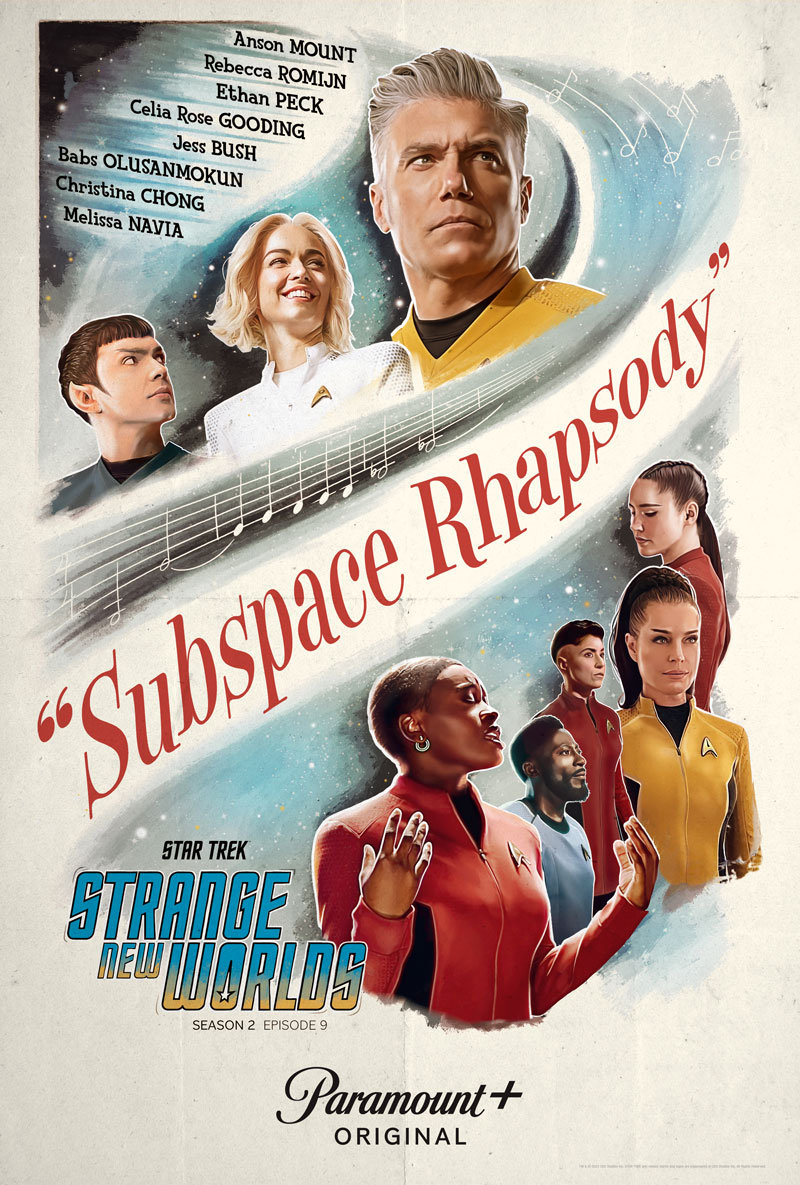 Anson MOUNT
Rebecca ROMIJN
Ethan PECK
Celia Rose GOODING
Jess BUSH
Babs OLUSANMOKUN
Christina CHONG
Melissa NAVIA
“Subspace Rhapsody”
STAR TREK
STRANGE
NEW WORLDS
SEASON 2 EPISODE 9
Paramount+
ORIGINAL